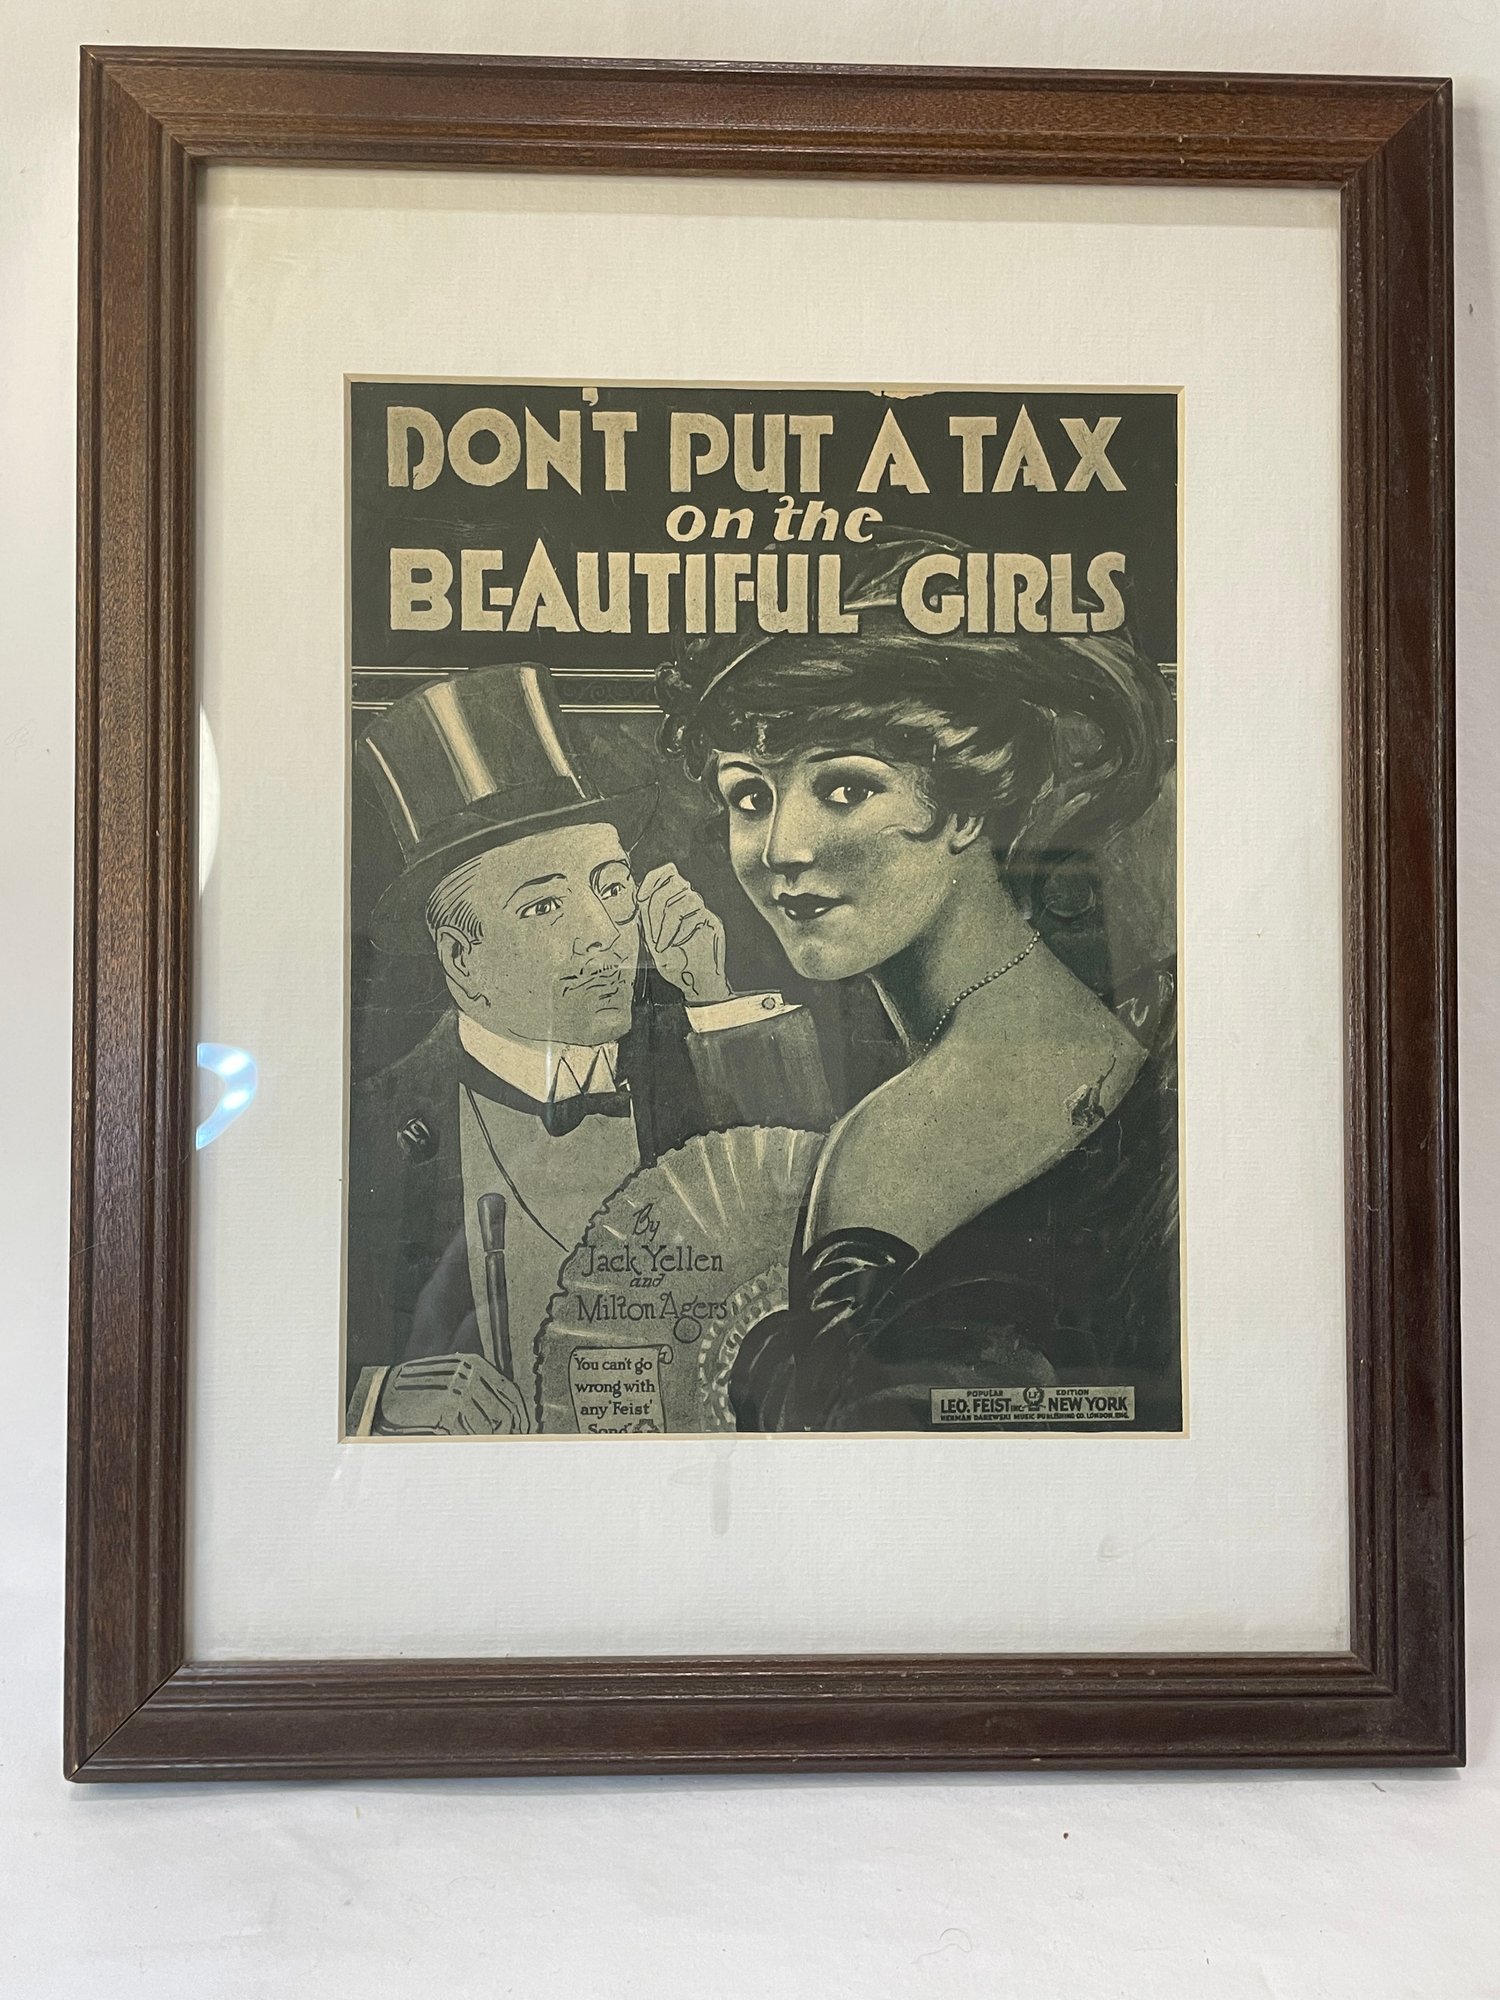 DON'T PUT A TAX
on the
BEAUTIFUL GIRLS
By
Jack Yellen
and
Milton Agers
You can't go
wrong with
any 'Feist'
Song
POPULAR LF EDITION
LEO. FEIST INC. NEW YORK
HERMAN DAREWSKI MUSIC PUBLISHING CO. LONDON, ENG.